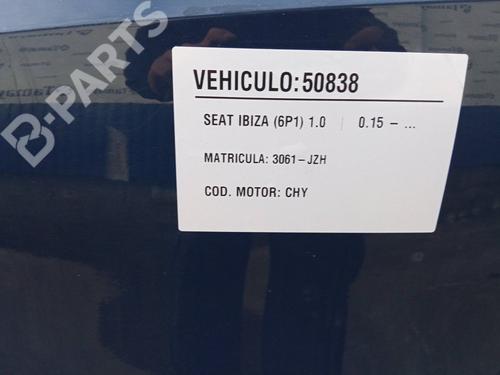 B-PARTS
VEHICULO:50838
SEAT IBIZA (6P1) 1.0 | 0.15 - ...
MATRICULA: 3061-JZH
COD. MOTOR: CHY